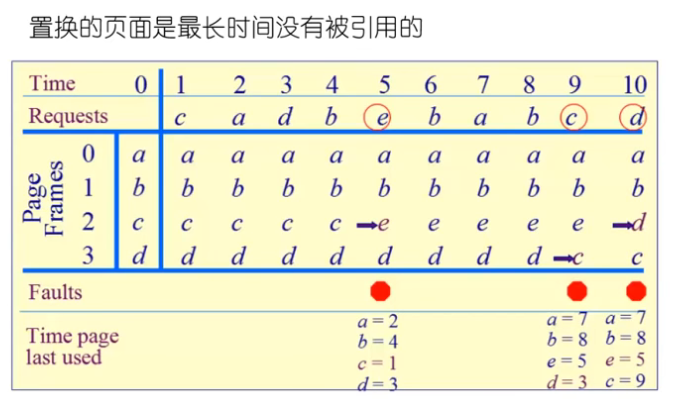 置换的页面是最长时间没有被引用的
Time 0 1 2 3 4 5 6 7 8 9 10
Requests c a d b e b a b c d
Page Frames
0 a a a a a a a a a a a
1 b b b b b b b b b b b
2 c c c c c e e e e e d
3 d d d d d d d d d c c
Faults
Time page last used
a = 2 a = 7 a = 7
b = 4 b = 8 b = 8
c = 1 e = 5 e = 5
d = 3 d = 3 c = 9